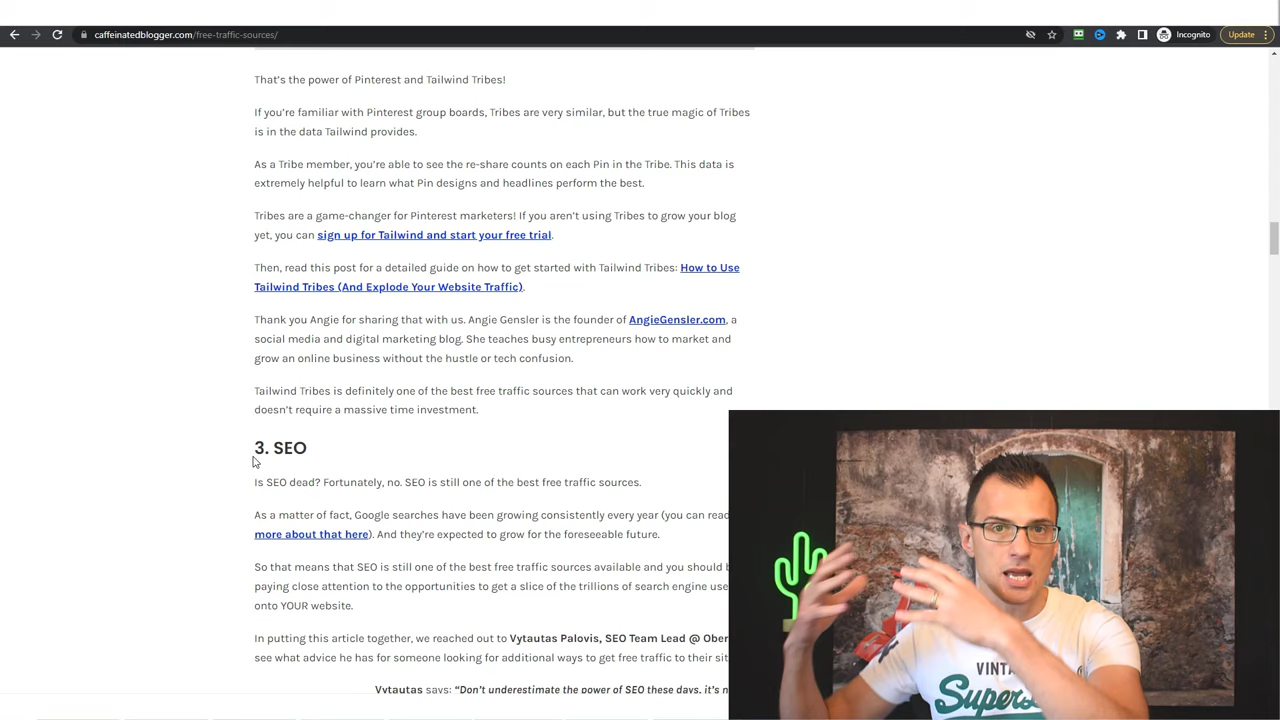 caffeinatedblogger.com/free-traffic-sources/
Incognito
Update
That's the power of Pinterest and Tailwind Tribes!
If you're familiar with Pinterest group boards, Tribes are very similar, but the true magic of Tribes
is in the data Tailwind provides.
As a Tribe member, you're able to see the re-share counts on each Pin in the Tribe. This data is
extremely helpful to learn what Pin designs and headlines perform the best.
Tribes are a game-changer for Pinterest marketers! If you aren't using Tribes to grow your blog
yet, you can sign up for Tailwind and start your free trial.
Then, read this post for a detailed guide on how to get started with Tailwind Tribes: How to Use
Tailwind Tribes (And Explode Your Website Traffic).
Thank you Angie for sharing that with us. Angie Gensler is the founder of AngieGensler.com, a
social media and digital marketing blog. She teaches busy entrepreneurs how to market and
grow an online business without the hustle or tech confusion.
Tailwind Tribes is definitely one of the best free traffic sources that can work very quickly and
doesn't require a massive time investment.
3. SEO
Is SEO dead? Fortunately, no. SEO is still one of the best free traffic sources.
As a matter of fact, Google searches have been growing consistently every year (you can read
more about that here). And they're expected to grow for the foreseeable future.
So that means that SEO is still one of the best free traffic sources available and you should b
paying close attention to the opportunities to get a slice of the trillions of search engine use
onto YOUR website.
In putting this article together, we reached out to Vytautas Palovis, SEO Team Lead @ Ober
see what advice he has for someone looking for additional ways to get free traffic to their sit
Vytautas says: "Don't underestimate the power of SEO these days, it's n
VINTA
Super